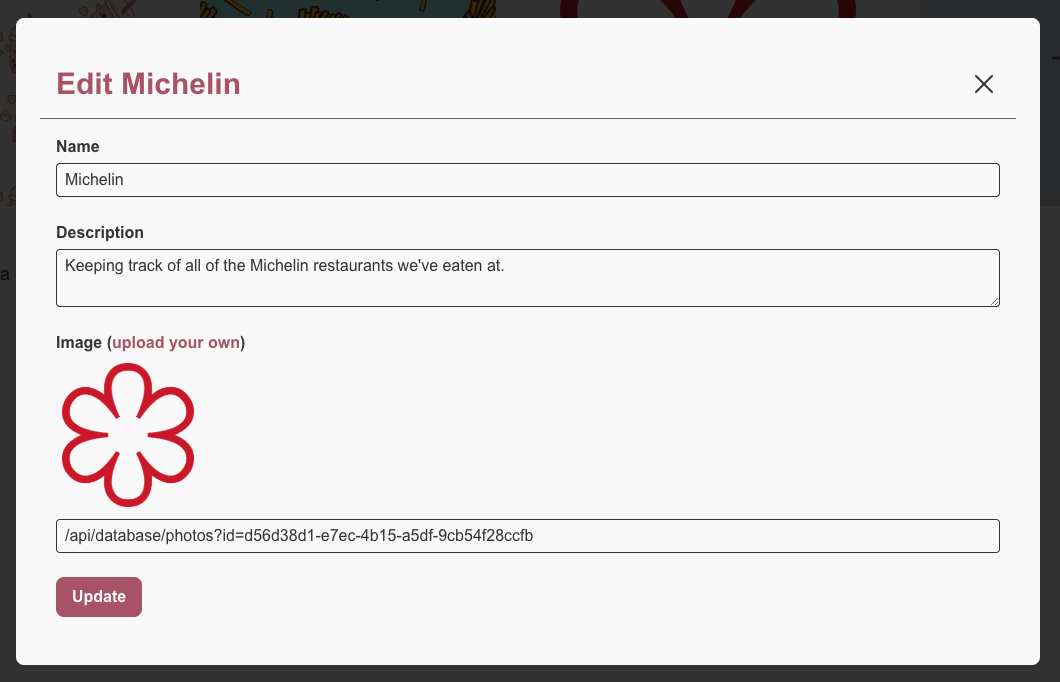 Edit Michelin
Name
Michelin
Description
Keeping track of all of the Michelin restaurants we've eaten at.
Image (upload your own)
/api/database/photos?id=d56d38d1-e7ec-4b15-a5df-9cb54f28ccfb
Update
a